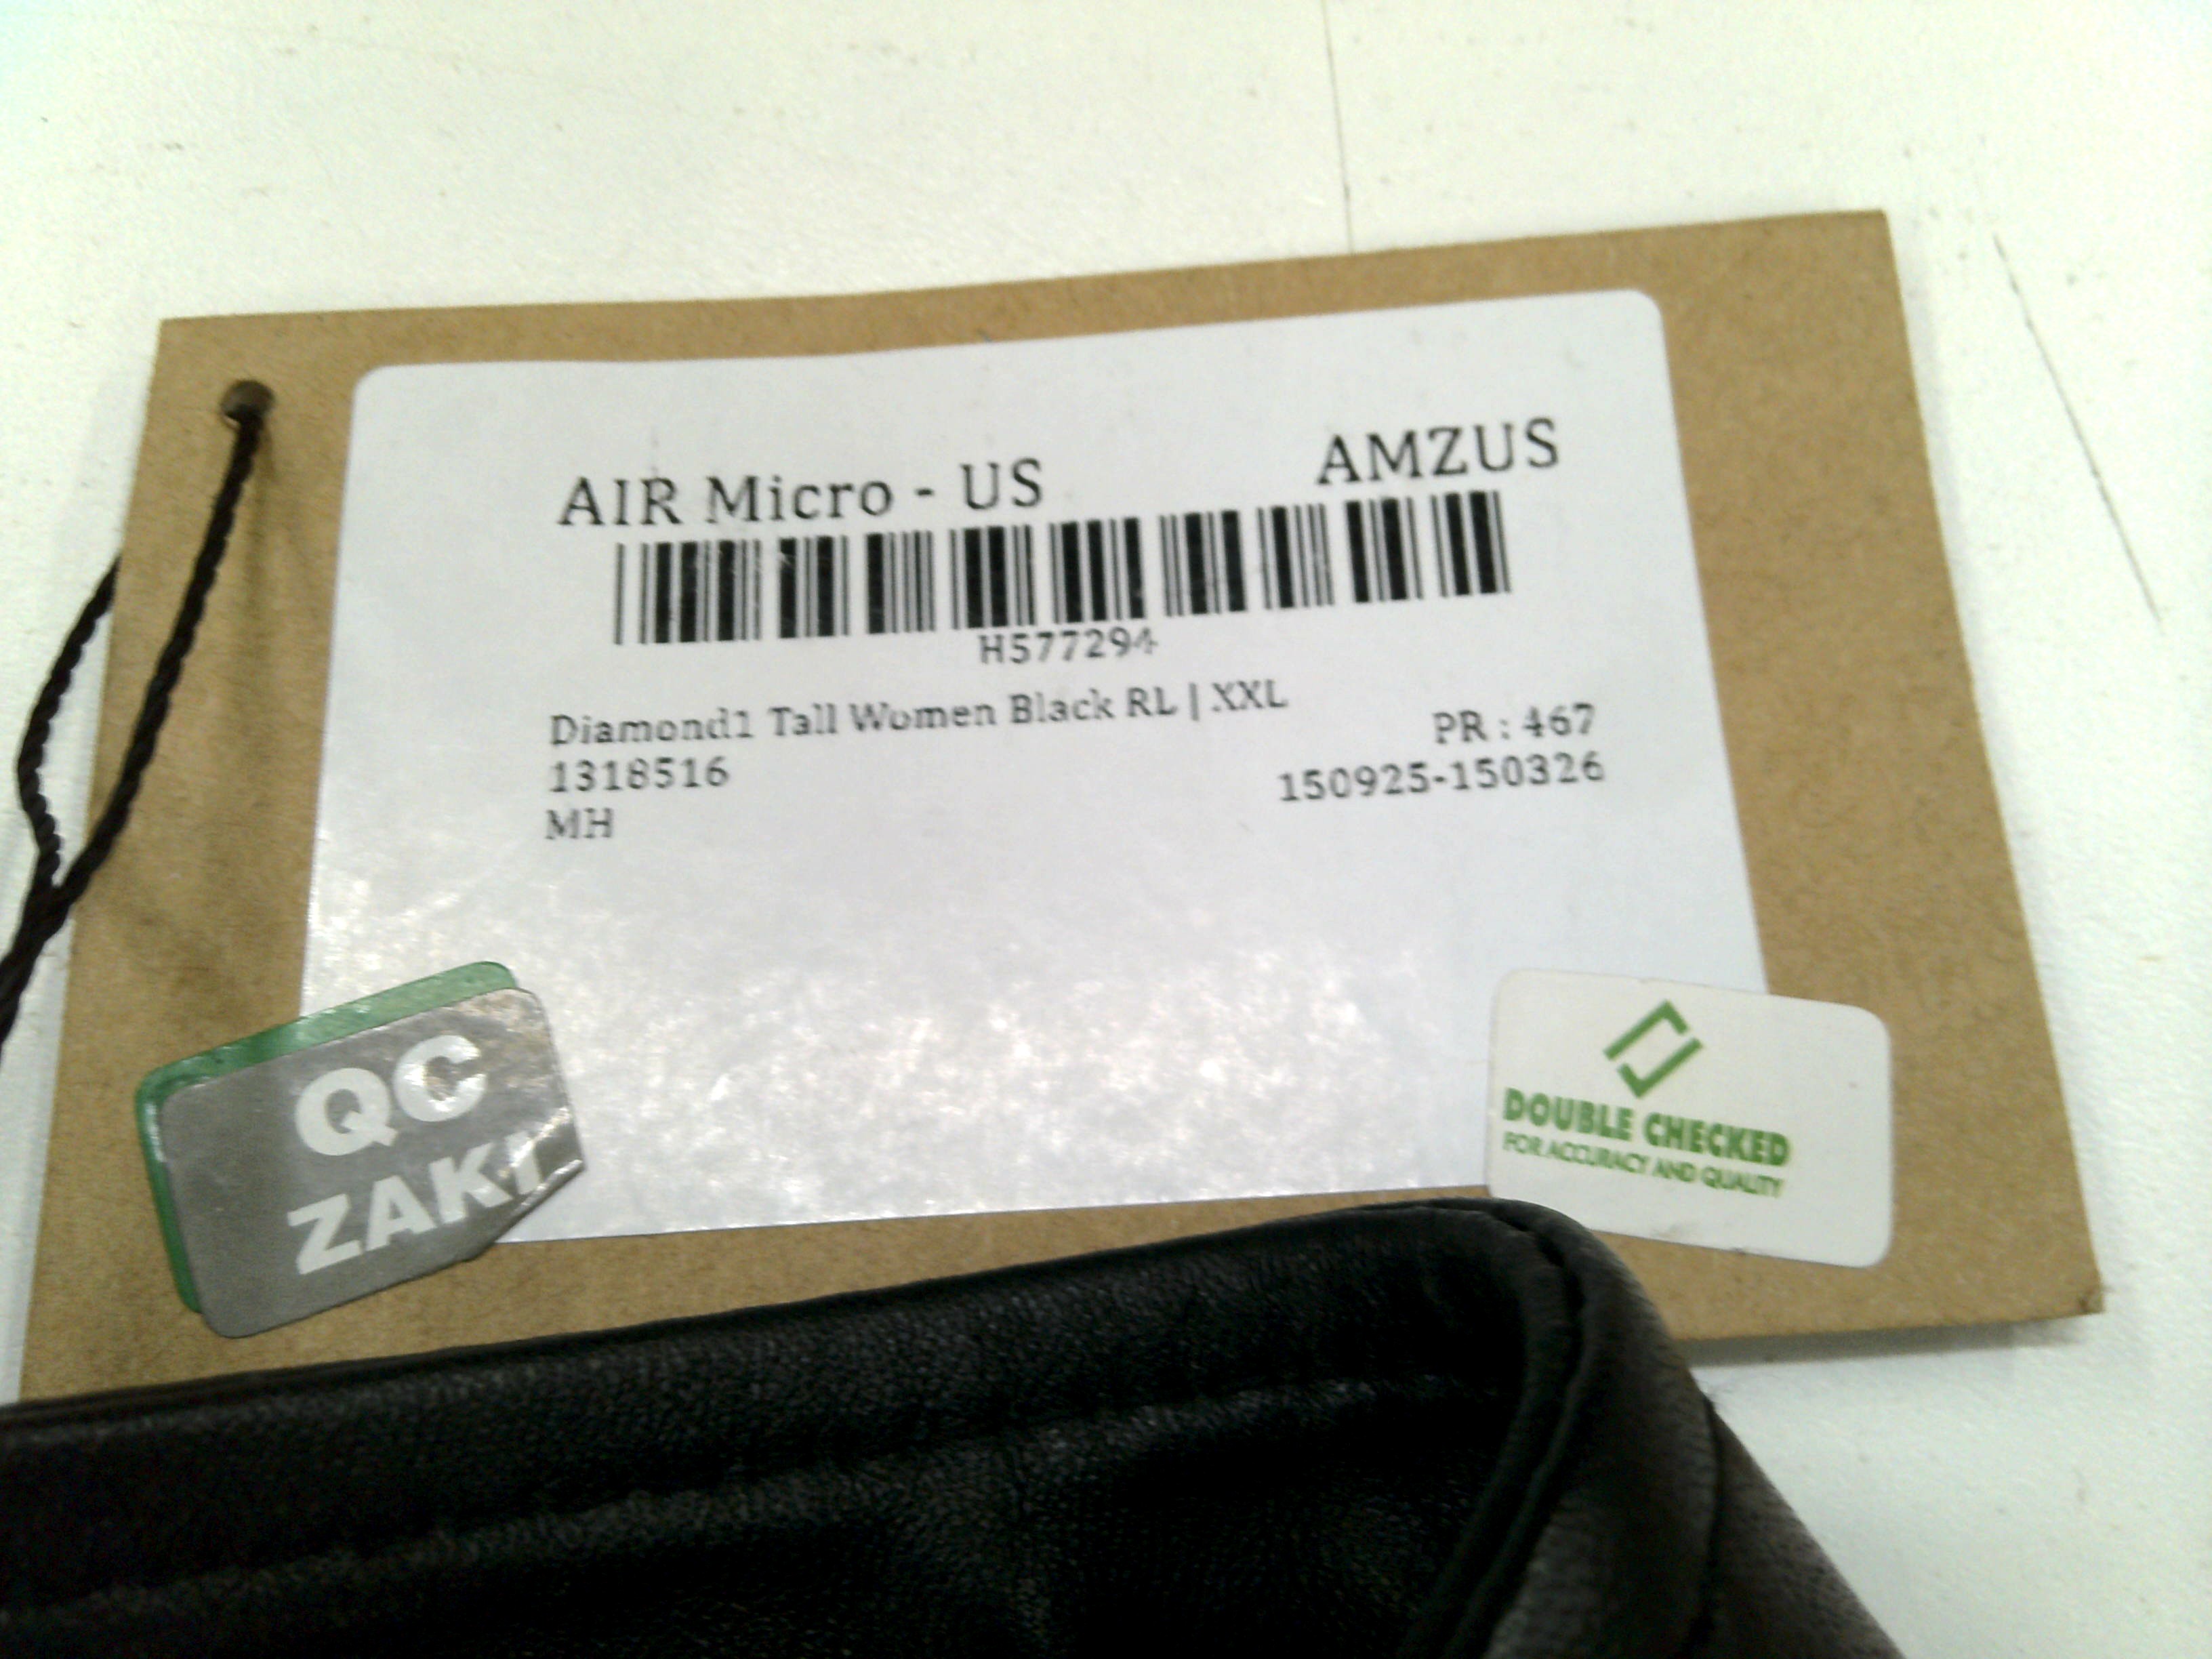 AIR Micro - US AMZUS
H577294
Diamond1 Tall Women Black RL | XXL PR : 467
1318516 150925-150326
MH
QC
ZAKI
DOUBLE CHECKED
FOR ACCURACY AND QUALITY